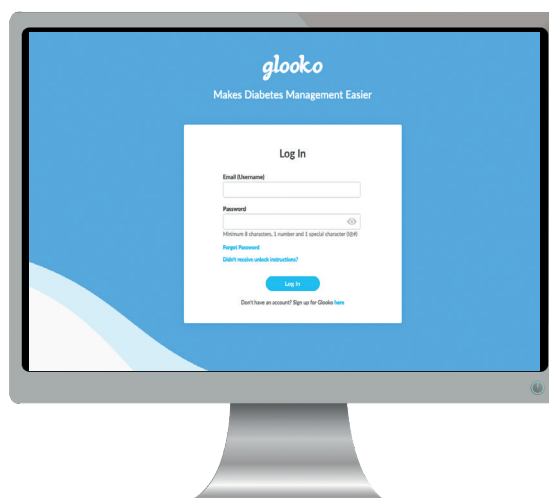 glooko
Makes Diabetes Management Easier
Log In
Email (Username)
Password
Minimum 8 characters, 1 number and 1 special character (!@#)
Forgot Password
Didn't receive unlock instructions?
Log In
Don't have an account? Sign up for Glooko here